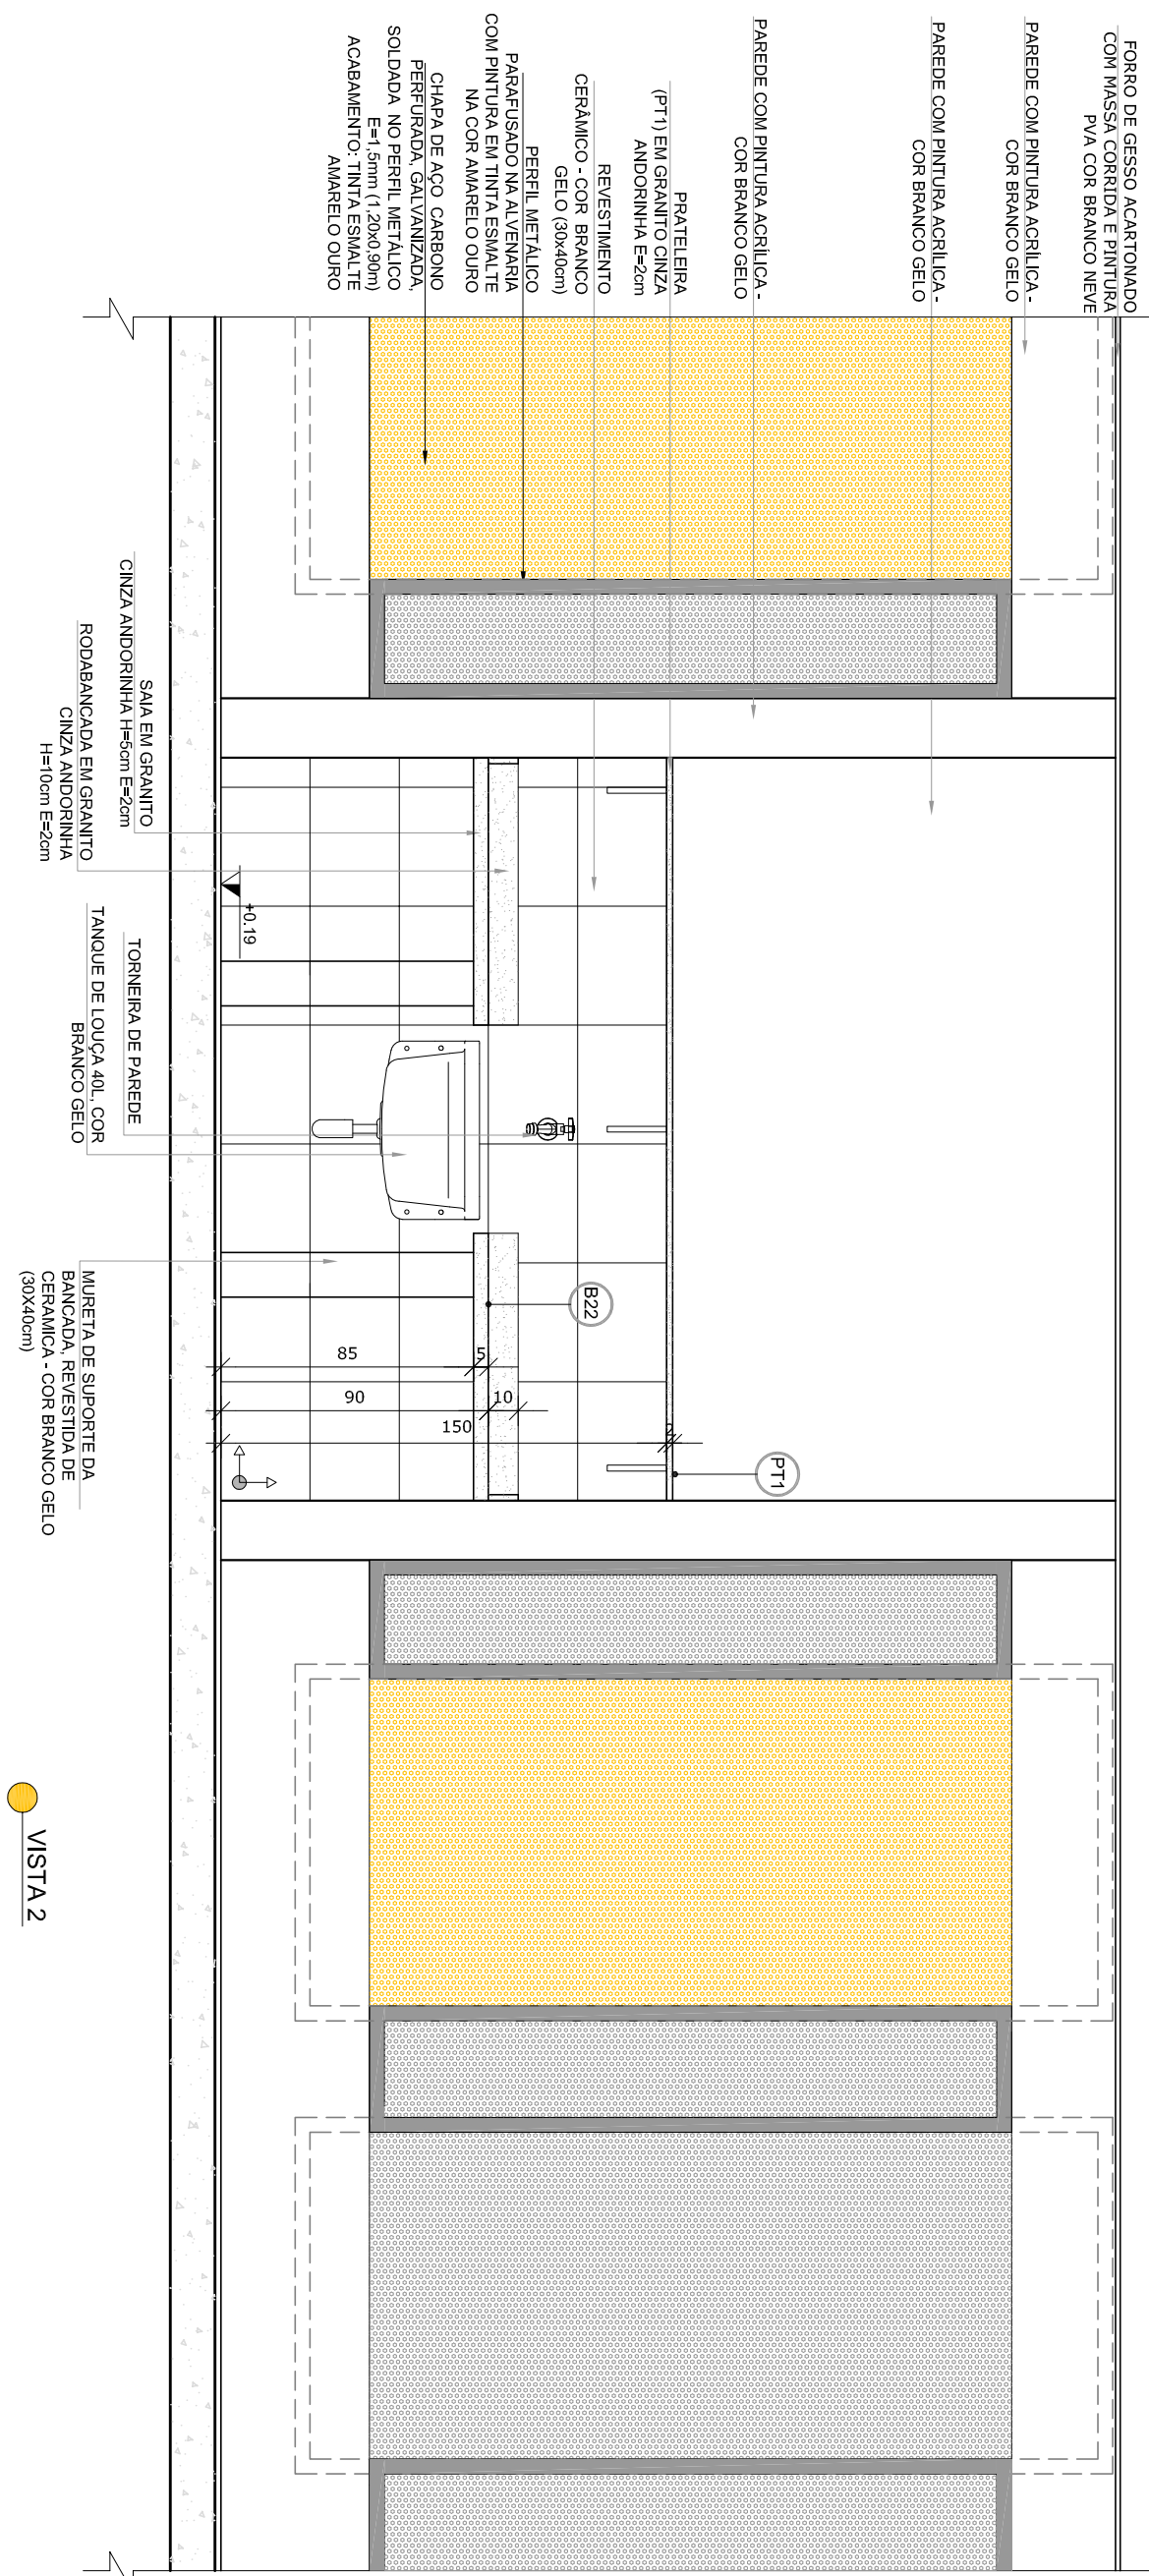 FORRO DE GESSO ACARTONADO
COM MASSA CORRIDA E PINTURA
PVA COR BRANCO NEVE
PAREDE COM PINTURA ACRÍLICA -
COR BRANCO GELO
PAREDE COM PINTURA ACRÍLICA -
COR BRANCO GELO
PAREDE COM PINTURA ACRÍLICA -
COR BRANCO GELO
PRATELEIRA
(PT1) EM GRANITO CINZA
ANDORINHA E=2cm
REVESTIMENTO
CERÂMICO - COR BRANCO
GELO (30x40cm)
PERFIL METÁLICO
PARAFUSADO NA ALVENARIA
COM PINTURA EM TINTA ESMALTE
NA COR AMARELO OURO
CHAPA DE AÇO CARBONO
PERFURADA, GALVANIZADA,
SOLDADA NO PERFIL METÁLICO
E=1,5mm (1,20x0,90m)
ACABAMENTO: TINTA ESMALTE
AMARELO OURO
PT1
2
B22
10
5
150
90
85
+0.19
SAIA EM GRANITO
CINZA ANDORINHA H=5cm E=2cm
RODABANCADA EM GRANITO
CINZA ANDORINHA
H=10cm E=2cm
TORNEIRA DE PAREDE
TANQUE DE LOUÇA 40L, COR
BRANCO GELO
MURETA DE SUPORTE DA
BANCADA, REVESTIDA DE
CERAMICA - COR BRANCO GELO
(30X40cm)
VISTA 2